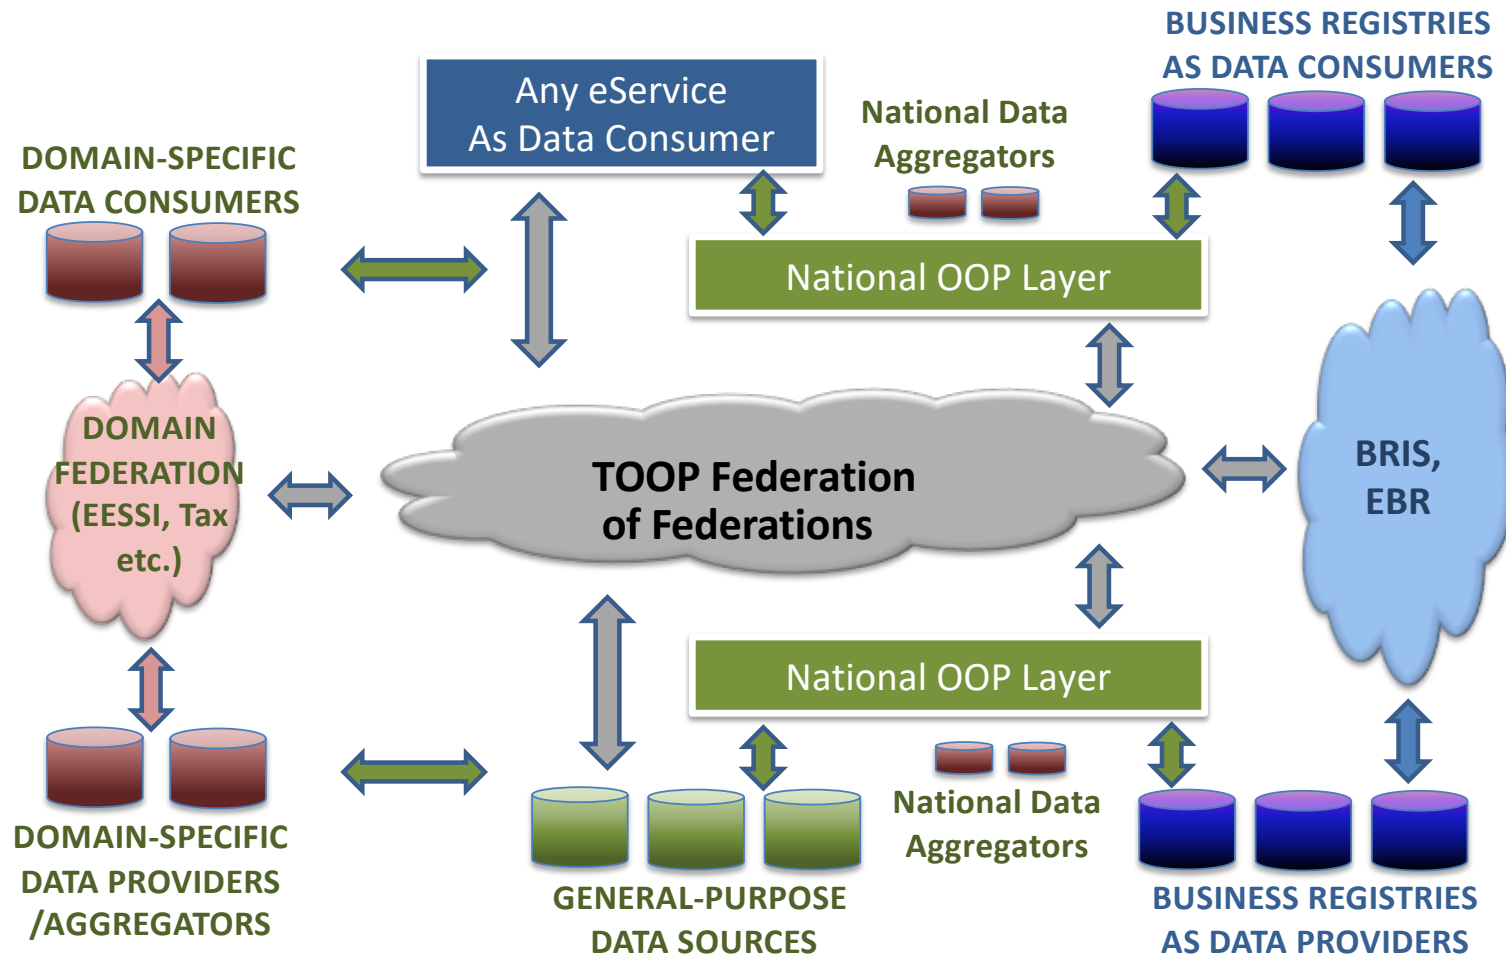 BUSINESS REGISTRIES
AS DATA CONSUMERS
Any eService
As Data Consumer
National Data
Aggregators
DOMAIN-SPECIFIC
DATA CONSUMERS
National OOP Layer
DOMAIN
FEDERATION
(EESSI, Tax
etc.)
TOOP Federation
of Federations
BRIS,
EBR
National OOP Layer
National Data
Aggregators
DOMAIN-SPECIFIC
DATA PROVIDERS
/AGGREGATORS
GENERAL-PURPOSE
DATA SOURCES
BUSINESS REGISTRIES
AS DATA PROVIDERS